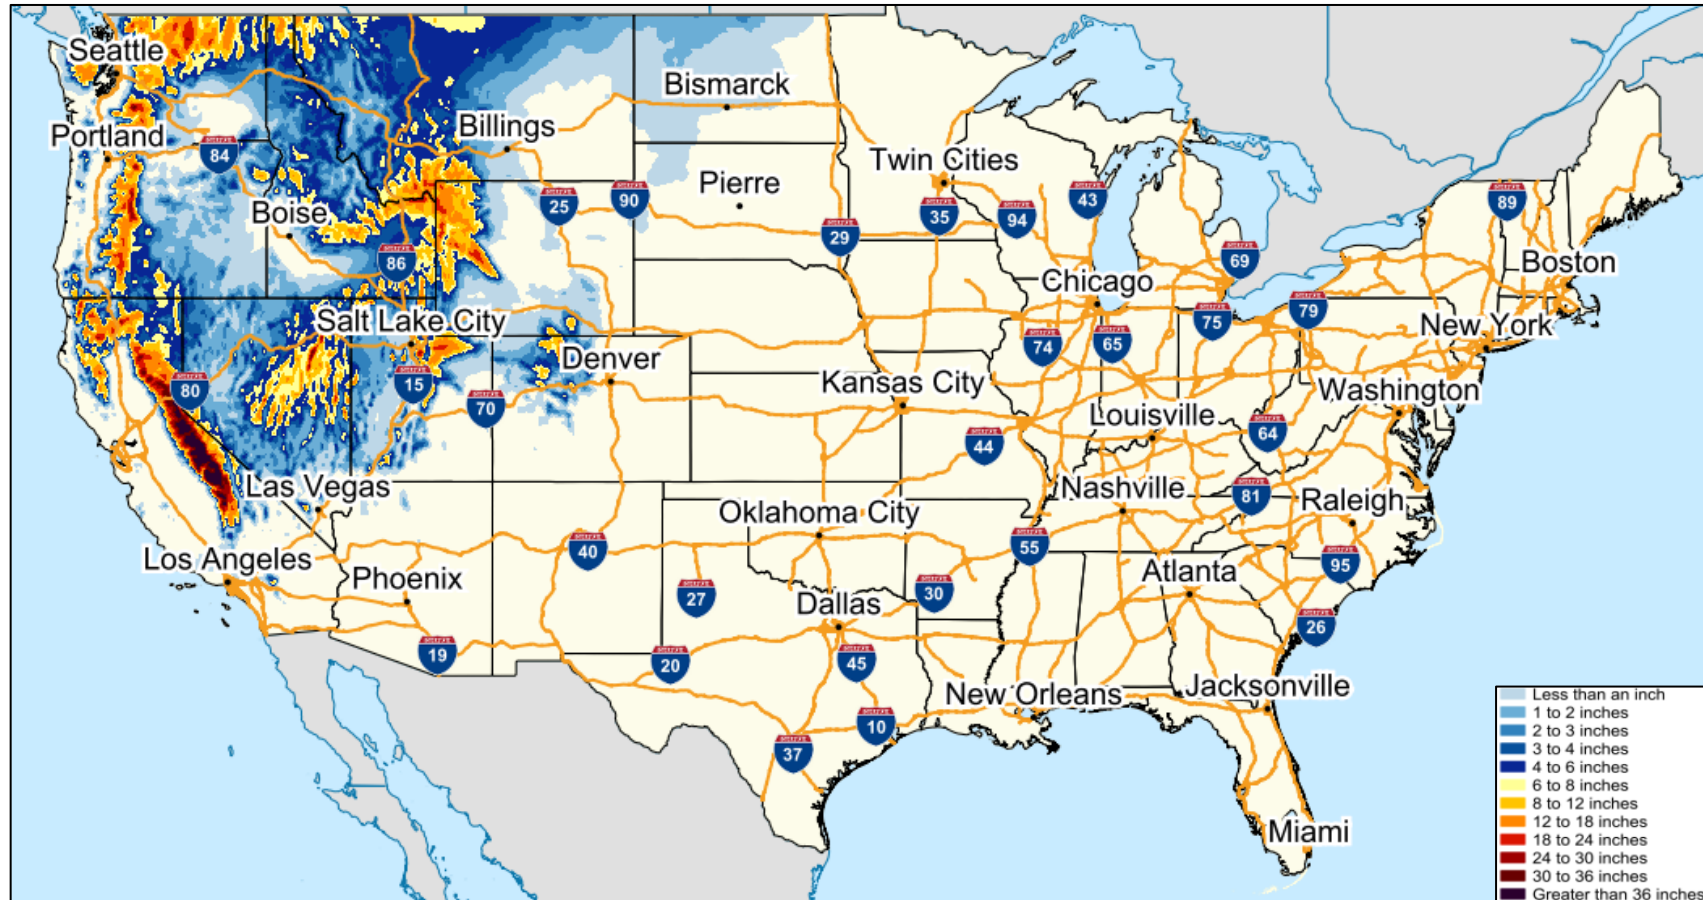 Seattle
Bismarck
Portland
Billings
84
Twin Cities
Pierre
25
90
43
89
Boise
35
94
29
69
Boston
86
Chicago
79
Salt Lake City
75
New York
74
65
Denver
80
15
Kansas City
Washington
70
Louisville
64
44
Las Vegas
Nashville
81
Raleigh
Oklahoma City
40
55
Los Angeles
95
Phoenix
Atlanta
27
30
Dallas
26
19
20
45
New Orleans
Jacksonville
10
37
Miami
Less than an inch
1 to 2 inches
2 to 3 inches
3 to 4 inches
4 to 6 inches
6 to 8 inches
8 to 12 inches
12 to 18 inches
18 to 24 inches
24 to 30 inches
30 to 36 inches
Greater than 36 inches